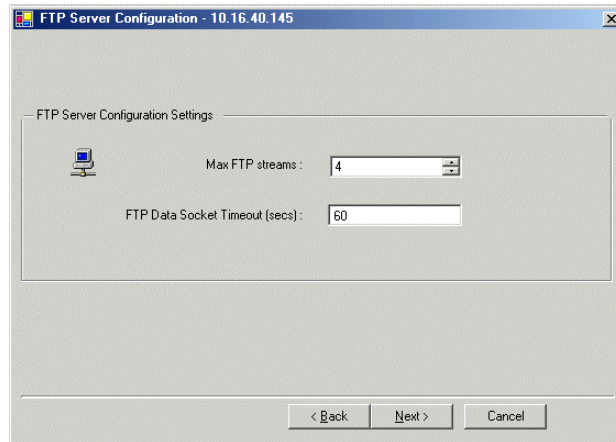 FTP Server Configuration - 10.16.40.145
FTP Server Configuration Settings
Max FTP streams : 4
FTP Data Socket Timeout (secs) : 60
< Back Next > Cancel